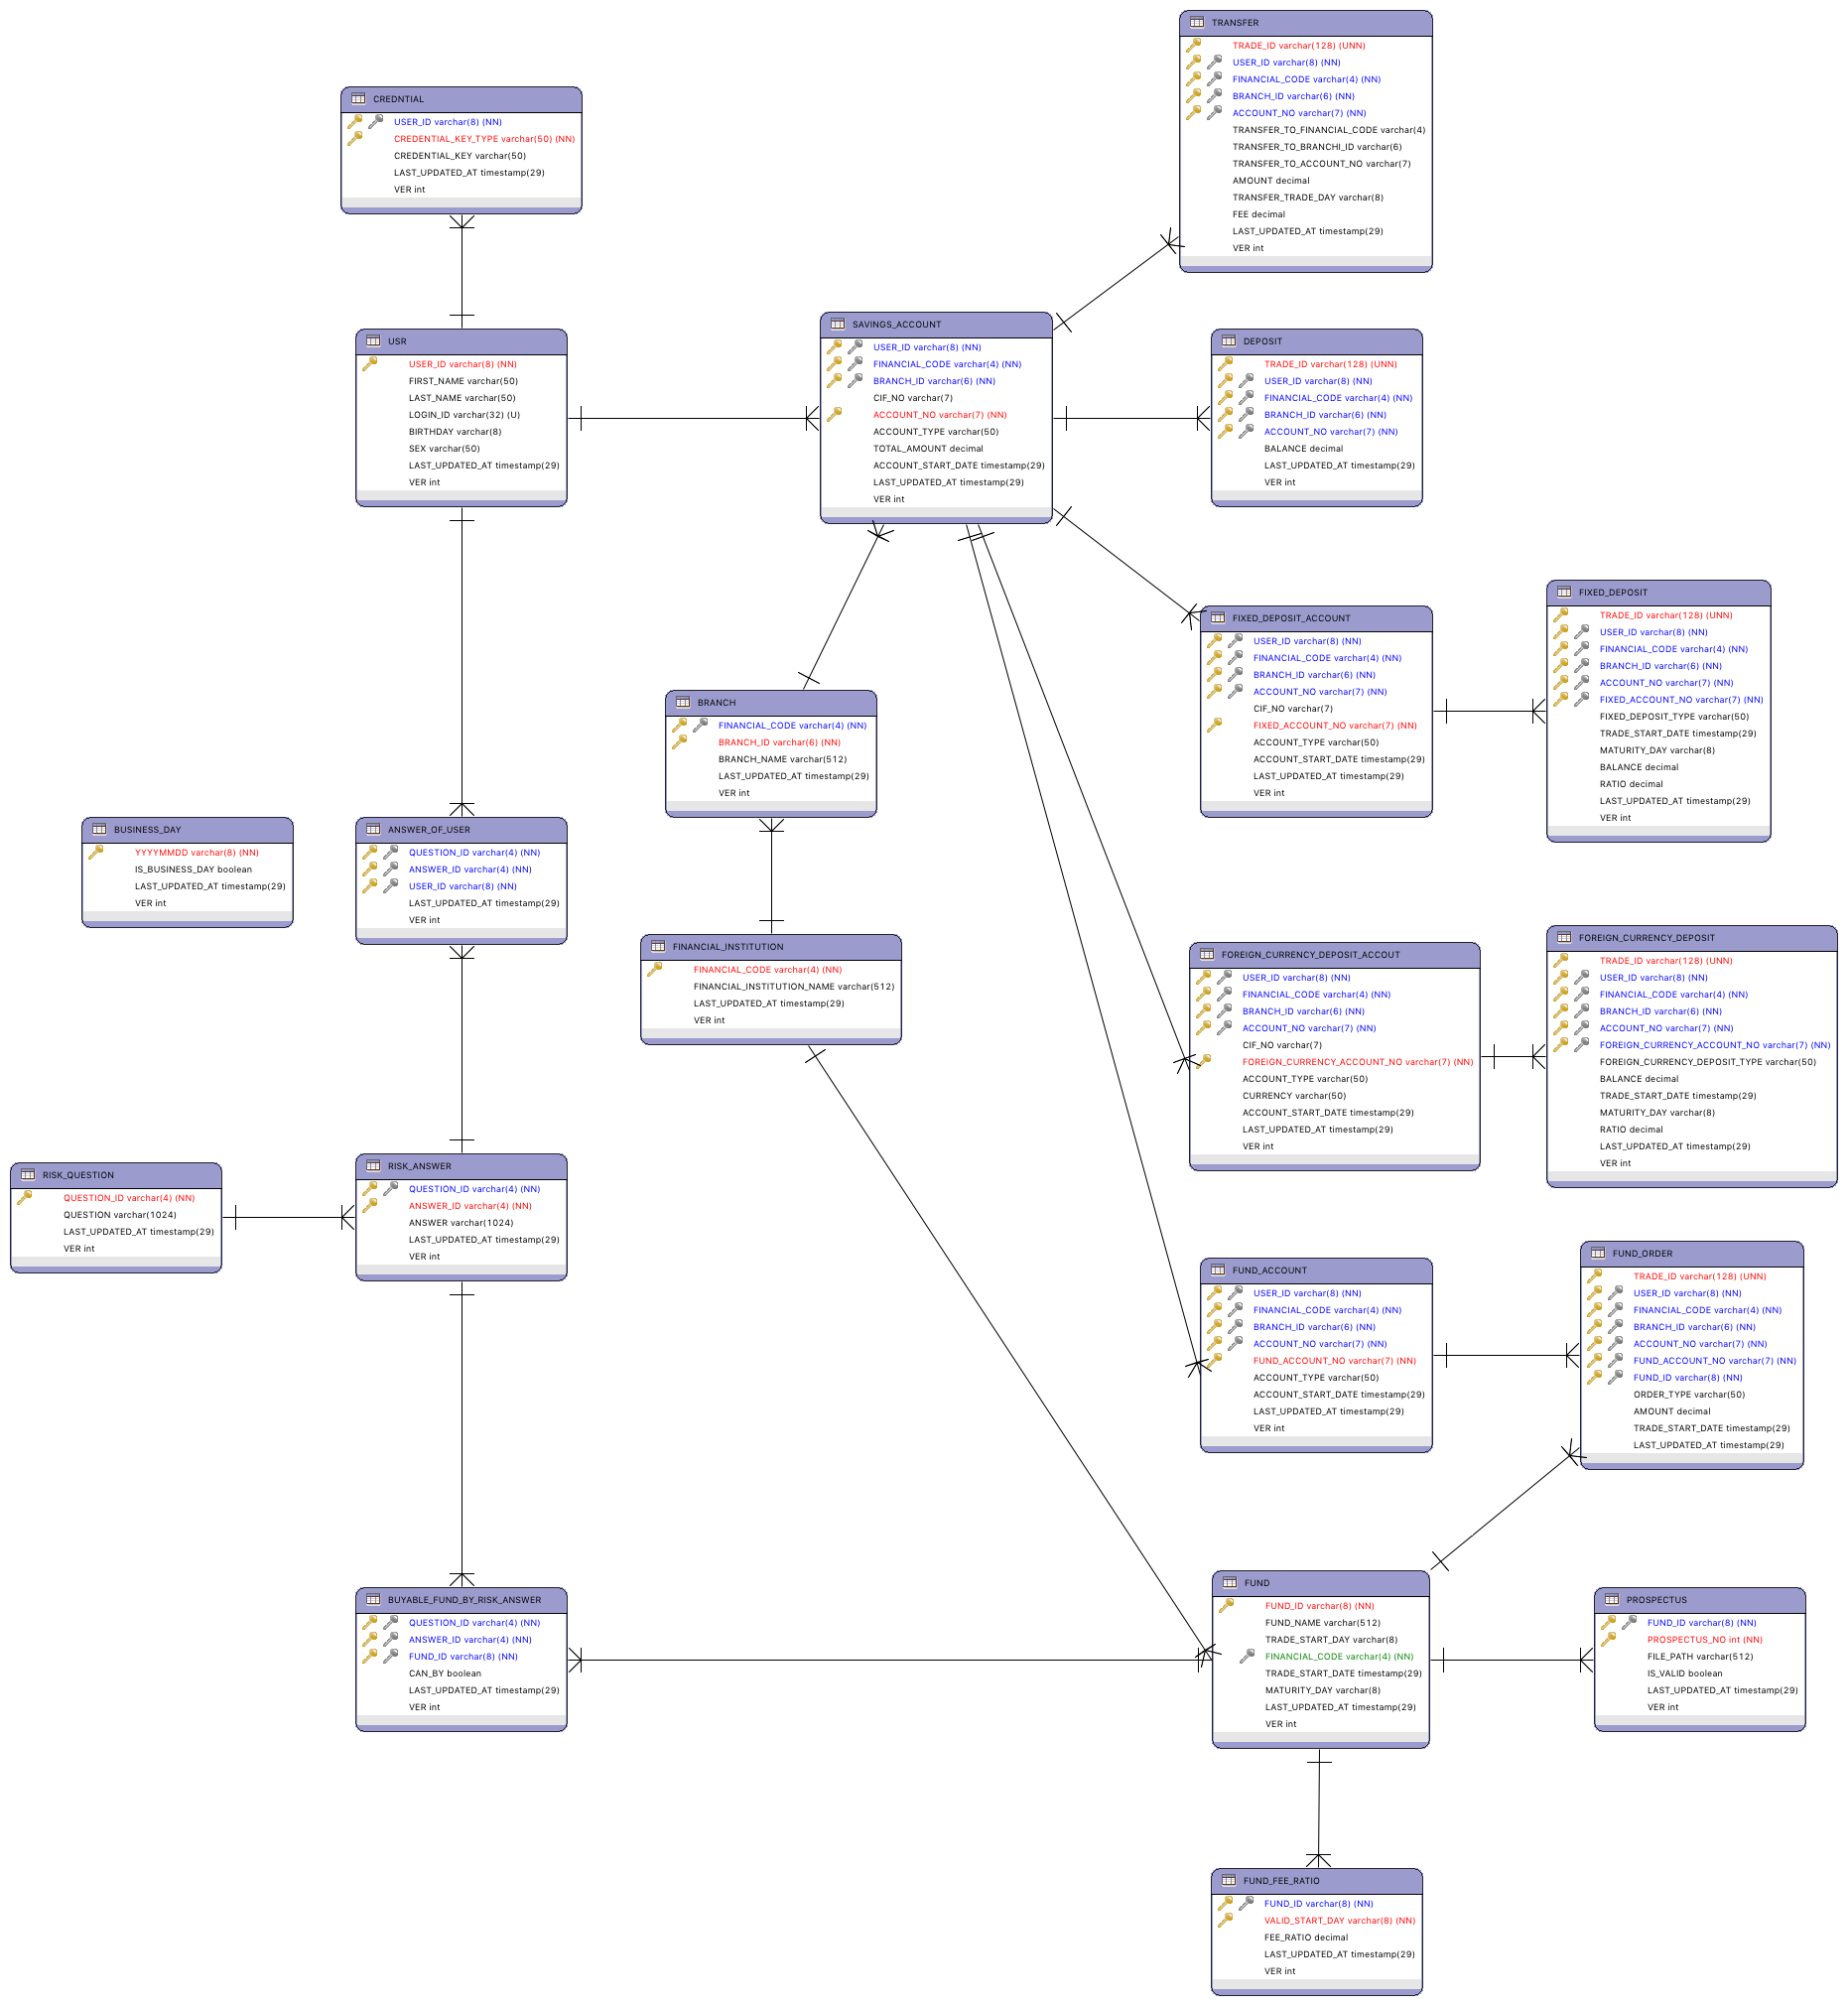 TRANSFER
TRADE_ID varchar(128) (UNN)
USER_ID varchar(8) (NN)
FINANCIAL_CODE varchar(4) (NN)
BRANCH_ID varchar(6) (NN)
ACCOUNT_NO varchar(7) (NN)
TRANSFER_TO_FINANCIAL_CODE varchar(4)
TRANSFER_TO_BRANCHI_ID varchar(6)
TRANSFER_TO_ACCOUNT_NO varchar(7)
AMOUNT decimal
TRANSFER_TRADE_DAY varchar(8)
FEE decimal
LAST_UPDATED_AT timestamp(29)
VER int
CREDNTIAL
USER_ID varchar(8) (NN)
CREDENTIAL_KEY_TYPE varchar(50) (NN)
CREDENTIAL_KEY varchar(50)
LAST_UPDATED_AT timestamp(29)
VER int
USR
USER_ID varchar(8) (NN)
FIRST_NAME varchar(50)
LAST_NAME varchar(50)
LOGIN_ID varchar(32) (U)
BIRTHDAY varchar(8)
SEX varchar(50)
LAST_UPDATED_AT timestamp(29)
VER int
SAVINGS_ACCOUNT
USER_ID varchar(8) (NN)
FINANCIAL_CODE varchar(4) (NN)
BRANCH_ID varchar(6) (NN)
CIF_NO varchar(7)
ACCOUNT_NO varchar(7) (NN)
ACCOUNT_TYPE varchar(50)
TOTAL_AMOUNT decimal
ACCOUNT_START_DATE timestamp(29)
LAST_UPDATED_AT timestamp(29)
VER int
DEPOSIT
TRADE_ID varchar(128) (UNN)
USER_ID varchar(8) (NN)
FINANCIAL_CODE varchar(4) (NN)
BRANCH_ID varchar(6) (NN)
ACCOUNT_NO varchar(7) (NN)
BALANCE decimal
LAST_UPDATED_AT timestamp(29)
VER int
FIXED_DEPOSIT_ACCOUNT
USER_ID varchar(8) (NN)
FINANCIAL_CODE varchar(4) (NN)
BRANCH_ID varchar(6) (NN)
ACCOUNT_NO varchar(7) (NN)
CIF_NO varchar(7)
FIXED_ACCOUNT_NO varchar(7) (NN)
ACCOUNT_TYPE varchar(50)
ACCOUNT_START_DATE timestamp(29)
LAST_UPDATED_AT timestamp(29)
VER int
FIXED_DEPOSIT
TRADE_ID varchar(128) (UNN)
USER_ID varchar(8) (NN)
FINANCIAL_CODE varchar(4) (NN)
BRANCH_ID varchar(6) (NN)
ACCOUNT_NO varchar(7) (NN)
FIXED_ACCOUNT_NO varchar(7) (NN)
FIXED_DEPOSIT_TYPE varchar(50)
TRADE_START_DATE timestamp(29)
MATURITY_DAY varchar(8)
BALANCE decimal
RATIO decimal
LAST_UPDATED_AT timestamp(29)
VER int
BRANCH
FINANCIAL_CODE varchar(4) (NN)
BRANCH_ID varchar(6) (NN)
BRANCH_NAME varchar(512)
LAST_UPDATED_AT timestamp(29)
VER int
BUSINESS_DAY
YYYYMMDD varchar(8) (NN)
IS_BUSINESS_DAY boolean
LAST_UPDATED_AT timestamp(29)
VER int
ANSWER_OF_USER
QUESTION_ID varchar(4) (NN)
ANSWER_ID varchar(4) (NN)
USER_ID varchar(8) (NN)
LAST_UPDATED_AT timestamp(29)
VER int
FINANCIAL_INSTITUTION
FINANCIAL_CODE varchar(4) (NN)
FINANCIAL_INSTITUTION_NAME varchar(512)
LAST_UPDATED_AT timestamp(29)
VER int
FOREIGN_CURRENCY_DEPOSIT_ACCOUT
USER_ID varchar(8) (NN)
FINANCIAL_CODE varchar(4) (NN)
BRANCH_ID varchar(6) (NN)
ACCOUNT_NO varchar(7) (NN)
CIF_NO varchar(7)
FOREIGN_CURRENCY_ACCOUNT_NO varchar(7) (NN)
ACCOUNT_TYPE varchar(50)
CURRENCY varchar(50)
ACCOUNT_START_DATE timestamp(29)
LAST_UPDATED_AT timestamp(29)
VER int
FOREIGN_CURRENCY_DEPOSIT
TRADE_ID varchar(128) (UNN)
USER_ID varchar(8) (NN)
FINANCIAL_CODE varchar(4) (NN)
BRANCH_ID varchar(6) (NN)
ACCOUNT_NO varchar(7) (NN)
FOREIGN_CURRENCY_ACCOUNT_NO varchar(7) (NN)
FOREIGN_CURRENCY_DEPOSIT_TYPE varchar(50)
BALANCE decimal
TRADE_START_DATE timestamp(29)
MATURITY_DAY varchar(8)
RATIO decimal
LAST_UPDATED_AT timestamp(29)
VER int
RISK_QUESTION
QUESTION_ID varchar(4) (NN)
QUESTION varchar(1024)
LAST_UPDATED_AT timestamp(29)
VER int
RISK_ANSWER
QUESTION_ID varchar(4) (NN)
ANSWER_ID varchar(4) (NN)
ANSWER varchar(1024)
LAST_UPDATED_AT timestamp(29)
VER int
FUND_ACCOUNT
USER_ID varchar(8) (NN)
FINANCIAL_CODE varchar(4) (NN)
BRANCH_ID varchar(6) (NN)
ACCOUNT_NO varchar(7) (NN)
FUND_ACCOUNT_NO varchar(7) (NN)
ACCOUNT_TYPE varchar(50)
ACCOUNT_START_DATE timestamp(29)
LAST_UPDATED_AT timestamp(29)
VER int
FUND_ORDER
TRADE_ID varchar(128) (UNN)
USER_ID varchar(8) (NN)
FINANCIAL_CODE varchar(4) (NN)
BRANCH_ID varchar(6) (NN)
ACCOUNT_NO varchar(7) (NN)
FUND_ACCOUNT_NO varchar(7) (NN)
FUND_ID varchar(8) (NN)
ORDER_TYPE varchar(50)
AMOUNT decimal
TRADE_START_DATE timestamp(29)
LAST_UPDATED_AT timestamp(29)
BUYABLE_FUND_BY_RISK_ANSWER
QUESTION_ID varchar(4) (NN)
ANSWER_ID varchar(4) (NN)
FUND_ID varchar(8) (NN)
CAN_BY boolean
LAST_UPDATED_AT timestamp(29)
VER int
FUND
FUND_ID varchar(8) (NN)
FUND_NAME varchar(512)
TRADE_START_DAY varchar(8)
FINANCIAL_CODE varchar(4) (NN)
TRADE_START_DATE timestamp(29)
MATURITY_DAY varchar(8)
LAST_UPDATED_AT timestamp(29)
VER int
PROSPECTUS
FUND_ID varchar(8) (NN)
PROSPECTUS_NO int (NN)
FILE_PATH varchar(512)
IS_VALID boolean
LAST_UPDATED_AT timestamp(29)
VER int
FUND_FEE_RATIO
FUND_ID varchar(8) (NN)
VALID_START_DAY varchar(8) (NN)
FEE_RATIO decimal
LAST_UPDATED_AT timestamp(29)
VER int